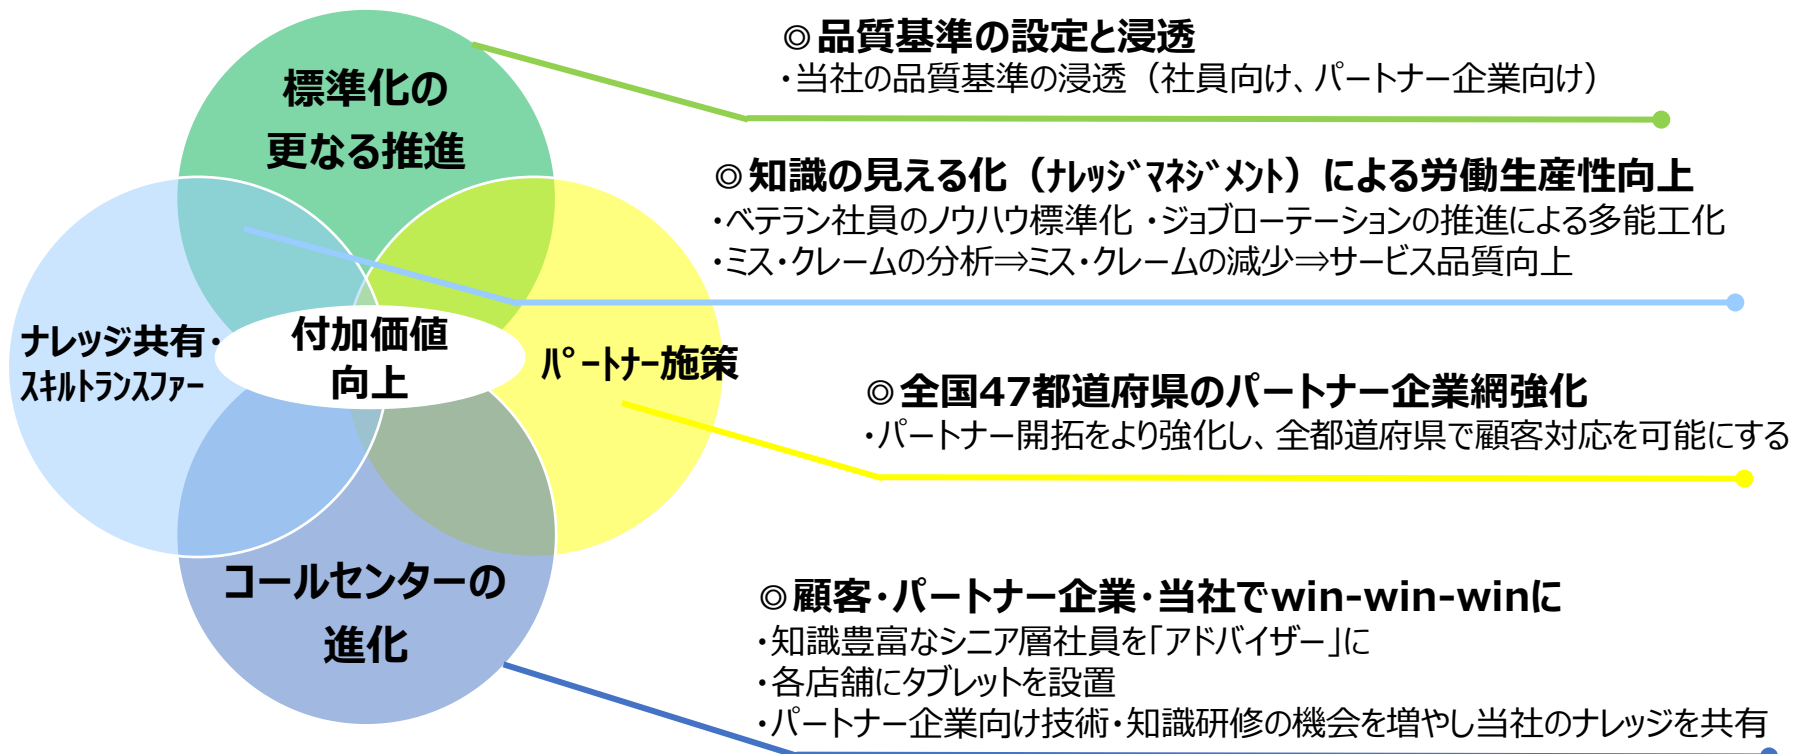 標準化の
更なる推進
ナレッジ共有・
ｽｷﾙﾄﾗﾝｽﾌｧｰ
付加価値
向上
ﾊﾟｰﾄﾅｰ施策
コールセンターの
進化
◎品質基準の設定と浸透
・当社の品質基準の浸透（社員向け、パートナー企業向け）
◎知識の見える化（ﾅﾚｯｼﾞﾏﾈｼﾞﾒﾝﾄ）による労働生産性向上
・ベテラン社員のノウハウ標準化 ・ジョブローテーションの推進による多能工化
・ミス・クレームの分析⇒ミス・クレームの減少⇒サービス品質向上
◎全国47都道府県のパートナー企業網強化
・パートナー開拓をより強化し、全都道府県で顧客対応を可能にする
◎顧客・パートナー企業・当社でwin-win-winに
・知識豊富なシニア層社員を「アドバイザー」に
・各店舗にタブレットを設置
・パートナー企業向け技術・知識研修の機会を増やし当社のナレッジを共有